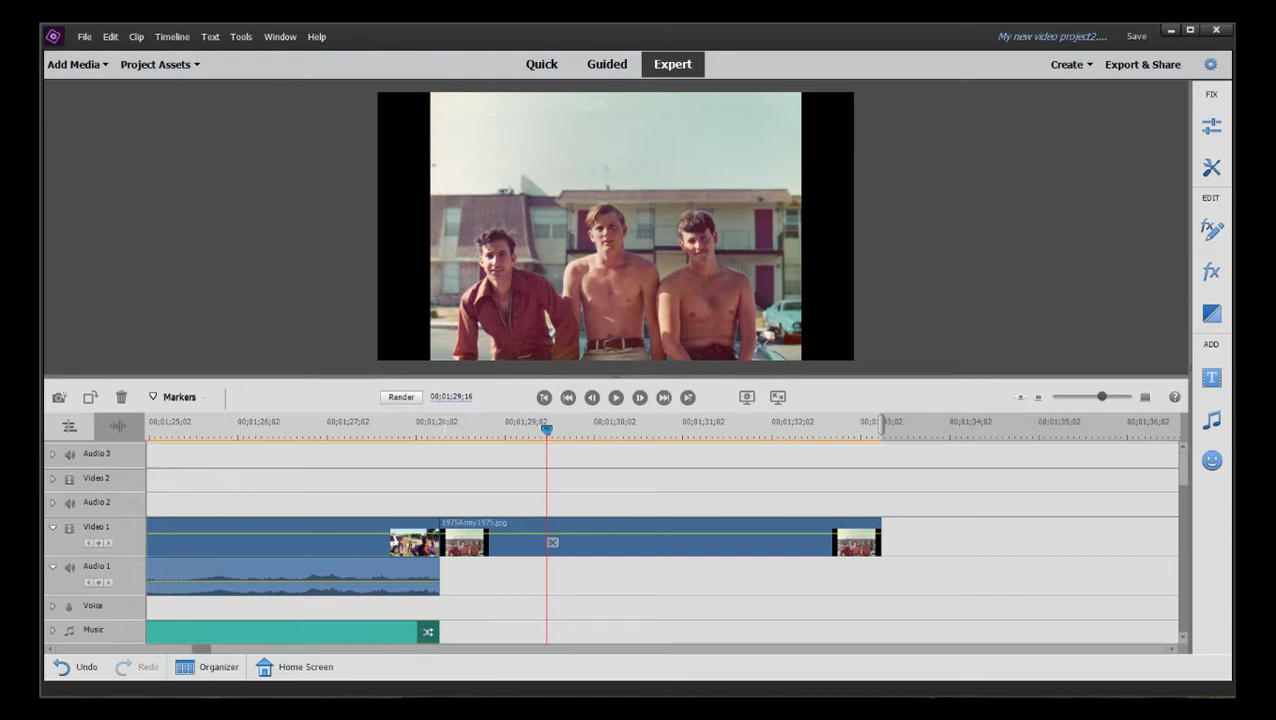 File Edit Clip Timeline Text Tools Window Help My new video project2.... Save
Add Media Project Assets Quick Guided Expert Create Export & Share
FIX
EDIT
ADD
Markers Render 00;01;29;16
00;01;25;02 00;01;26;02 00;01;27;02 00;01;28;02 00;01;29;02 00;01;30;02 00;01;31;02 00;01;32;02 00;01;33;02 00;01;34;02 00;01;35;02 00;01;36;02
Audio 3
Video 2
Audio 2
Video 1 1975Army1975.jpg
Audio 1
Voice
Music
Undo Redo Organizer Home Screen